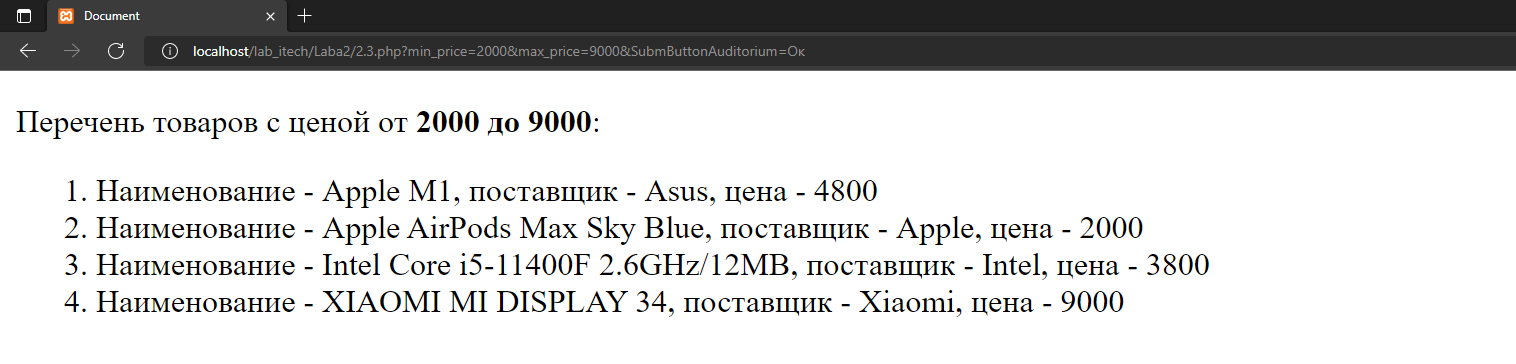 Document
localhost/lab_itech/Laba2/2.3.php?min_price=2000&max_price=9000&SubmButtonAuditorium=Ок
Перечень товаров с ценой от 2000 до 9000:
1. Наименование - Apple M1, поставщик - Asus, цена - 4800
2. Наименование - Apple AirPods Max Sky Blue, поставщик - Apple, цена - 2000
3. Наименование - Intel Core i5-11400F 2.6GHz/12MB, поставщик - Intel, цена - 3800
4. Наименование - XIAOMI MI DISPLAY 34, поставщик - Xiaomi, цена - 9000